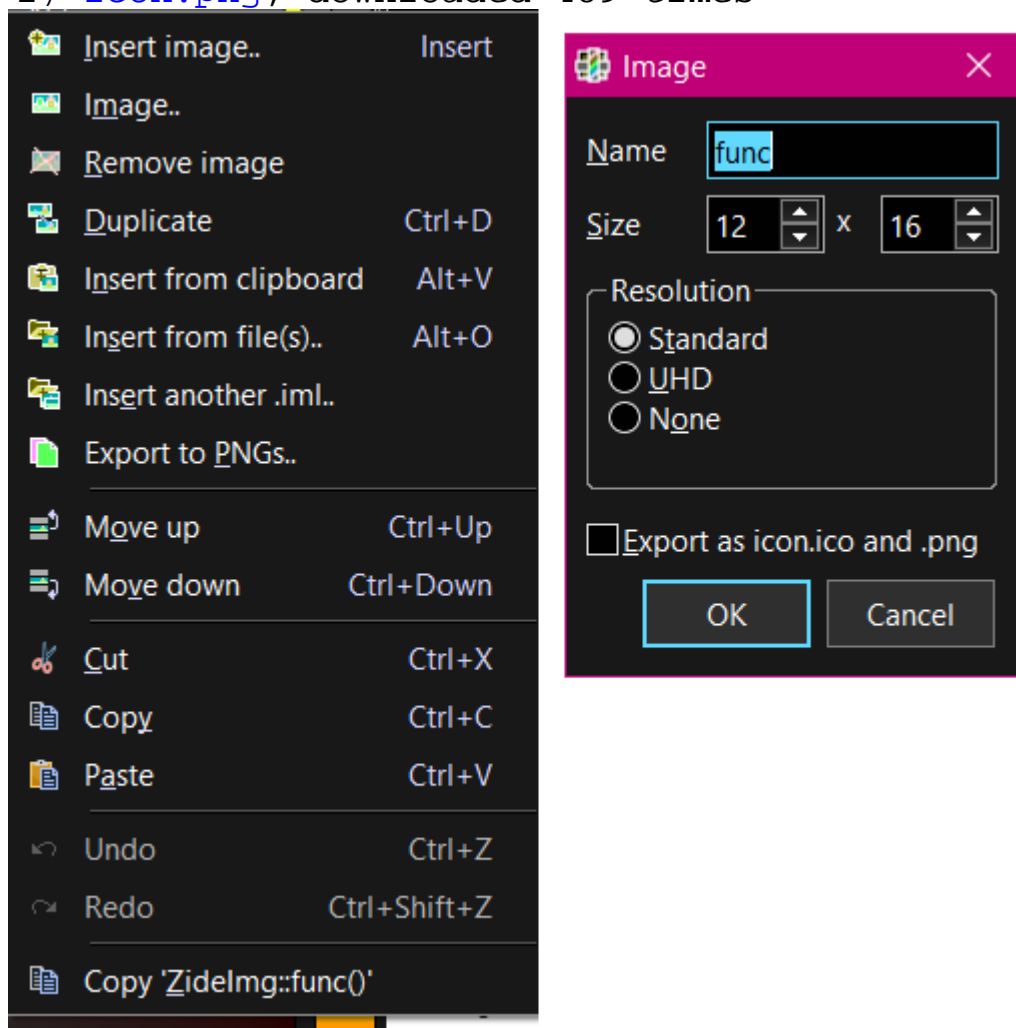 Insert image.. Insert
Image..
Remove image
Duplicate Ctrl+D
Insert from clipboard Alt+V
Insert from file(s).. Alt+O
Insert another .iml..
Export to PNGs..
Move up Ctrl+Up
Move down Ctrl+Down
Cut Ctrl+X
Copy Ctrl+C
Paste Ctrl+V
Undo Ctrl+Z
Redo Ctrl+Shift+Z
Copy 'ZideImg::func()'
Image
Name func
Size 12 x 16
Resolution
Standard
UHD
None
Export as icon.ico and .png
OK Cancel